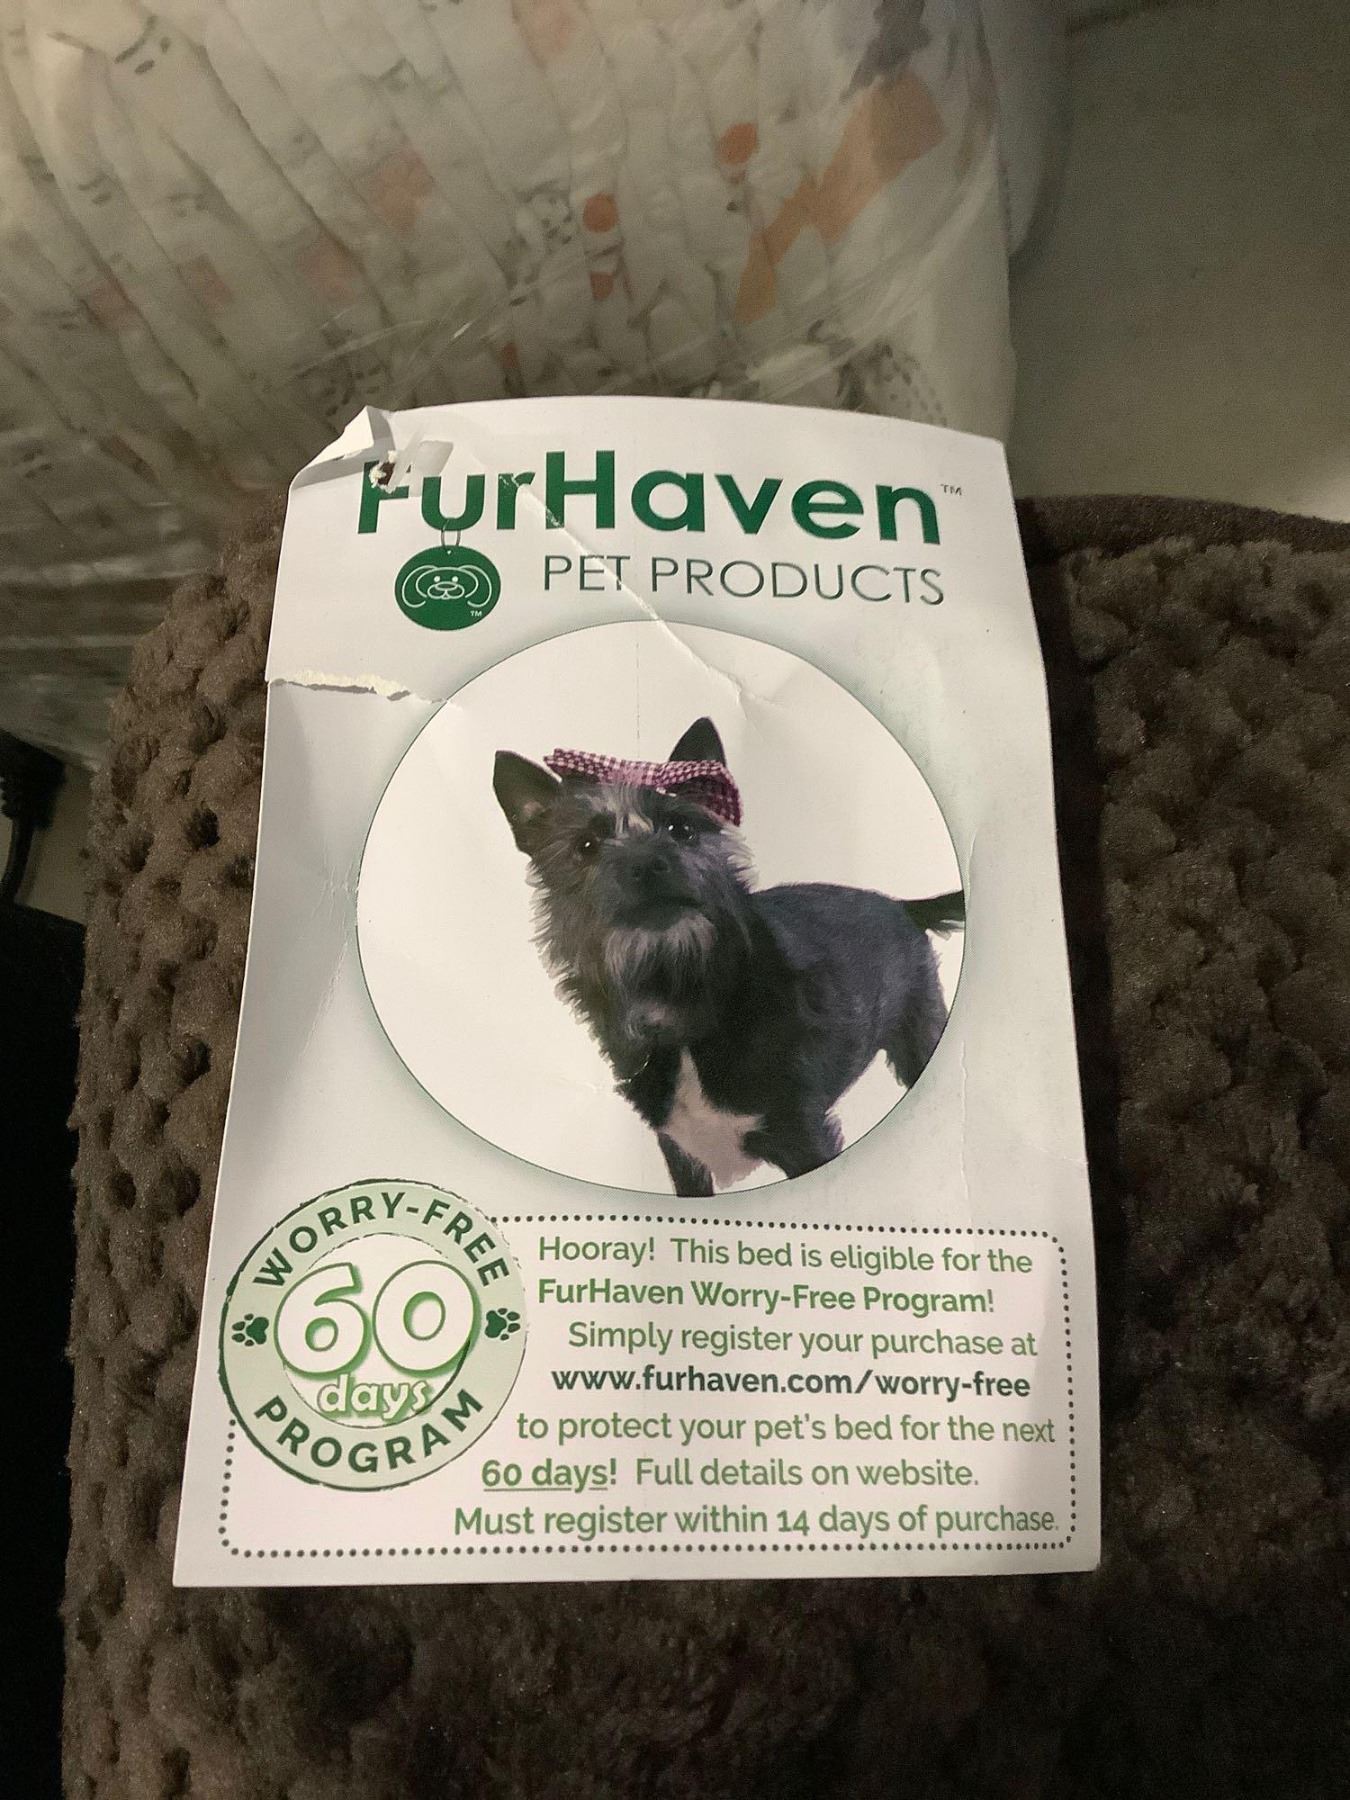 FurHaven™
PET PRODUCTS
TM
WORRY-FREE
60
days
PROGRAM
Hooray! This bed is eligible for the
FurHaven Worry-Free Program!
Simply register your purchase at
www.furhaven.com/worry-free
to protect your pet's bed for the next
60 days! Full details on website.
Must register within 14 days of purchase.